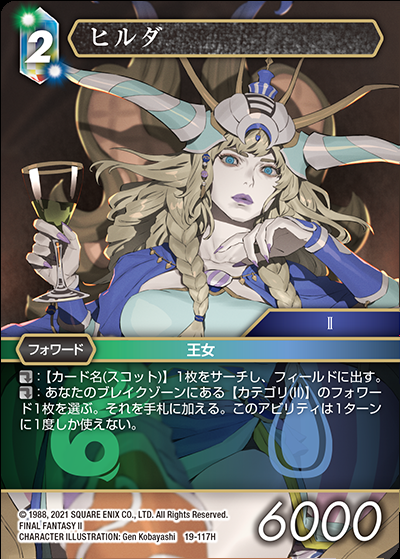 2
ヒルダ
II
フォワード
王女
:【カード名(スコット)】1枚をサーチし、フィールドに出す。
:あなたのブレイクゾーンにある【カテゴリ(II)】のフォワー
ド1枚を選ぶ。それを手札に加える。このアビリティは1ターン
に1度しか使えない。
© 1988, 2021 SQUARE ENIX CO., LTD. All Rights Reserved.
FINAL FANTASY II
CHARACTER ILLUSTRATION: Gen Kobayashi 19-117H
6000